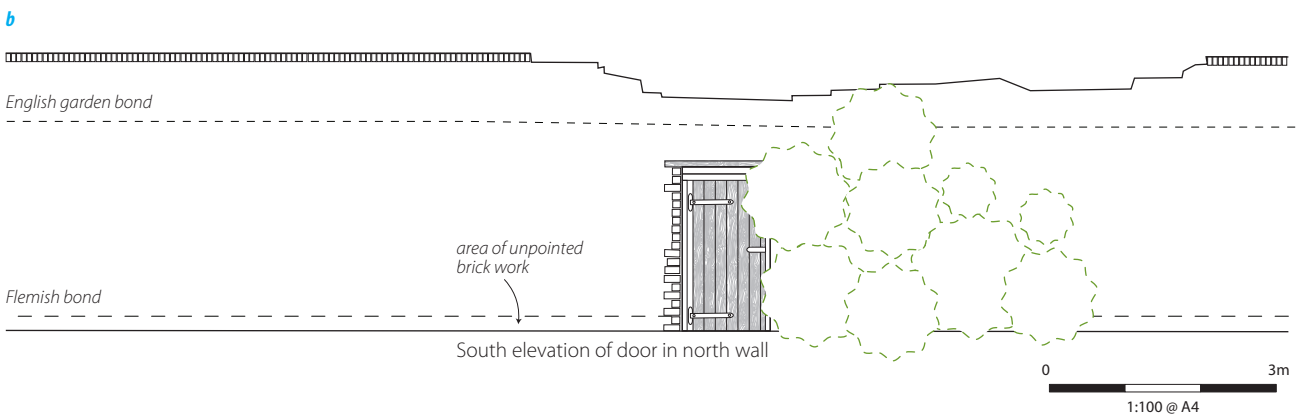 b
English garden bond
area of unpointed
brick work
Flemish bond
South elevation of door in north wall
0 3m
1:100 @ A4